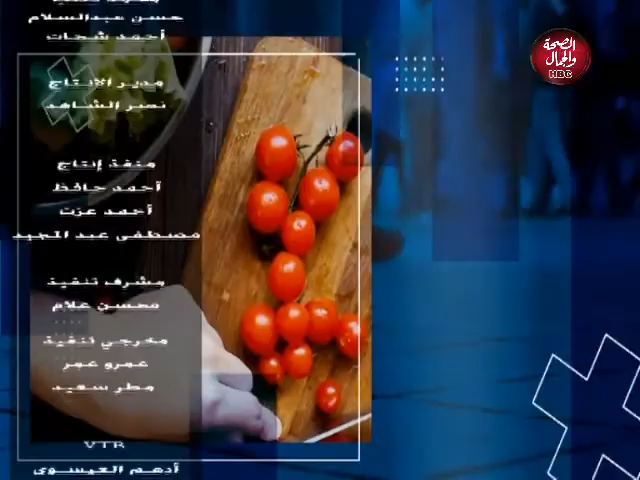 حسن عبدالسلام
أحمد شحات
مدير الانتاج
نصر الشاهد
منفذ إنتاج
أحمد حافظ
أحمد عزت
مصطفى عبد المجيد
مشرف تنفيذ
محسن علام
مخرجي تنفيذ
عمرو عمر
مطر سعيد
VTR
أدهم العيسوى
الصحة
والجمال
HBC